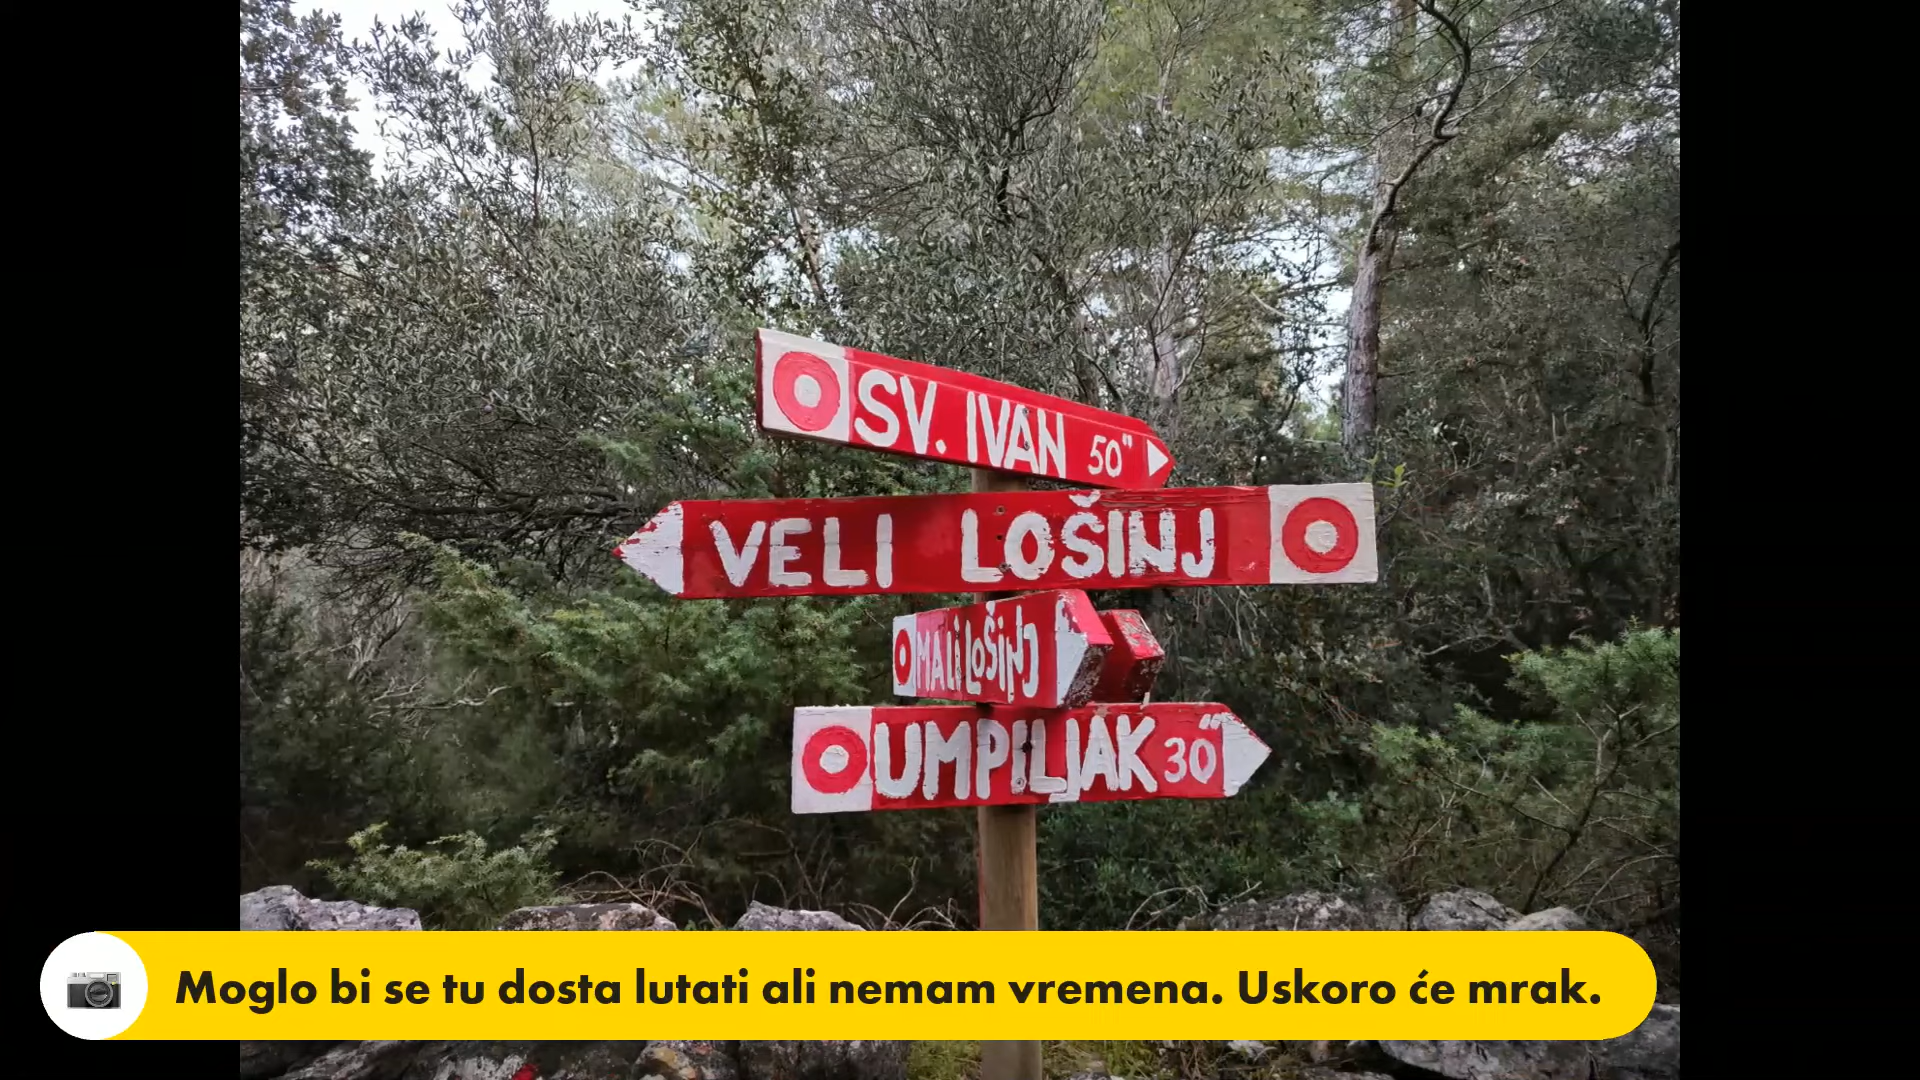 SV. IVAN 50"
VELI LOŠINJ
MALI LOŠINJ
UMPILJAK 30"
Moglo bi se tu dosta lutati ali nemam vremena. Uskoro će mrak.